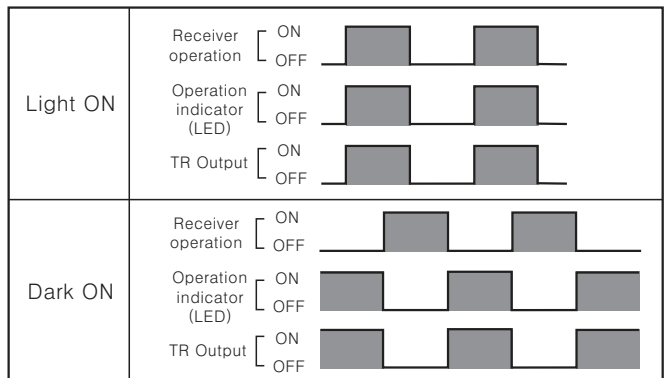 Light ON
Receiver
operation
ON
OFF
Operation
indicator
(LED)
ON
OFF
TR Output
ON
OFF
Dark ON
Receiver
operation
ON
OFF
Operation
indicator
(LED)
ON
OFF
TR Output
ON
OFF